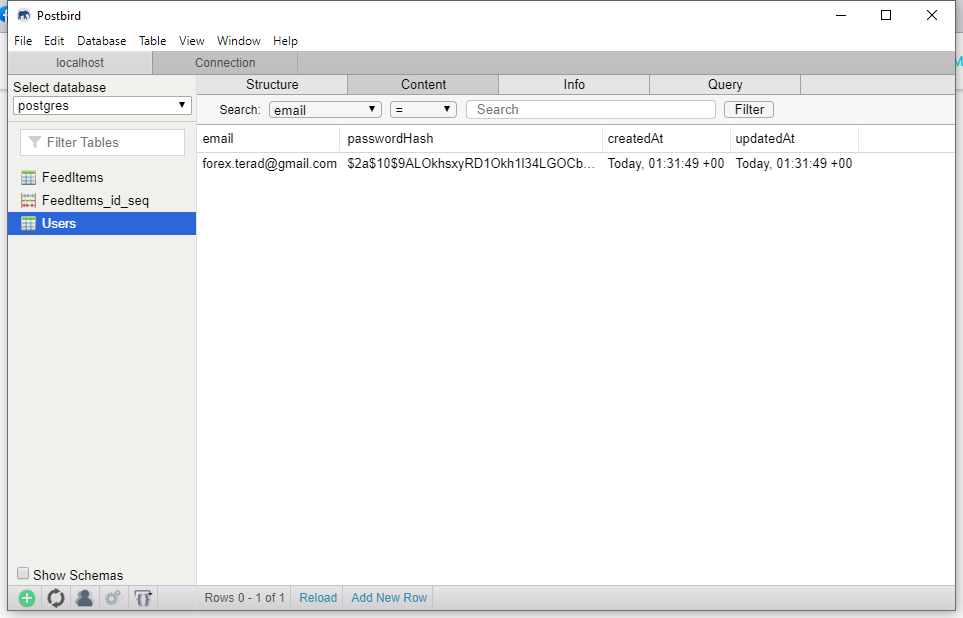 Postbird
File Edit Database Table View Window Help
localhost Connection
Select database
postgres
Structure Content Info Query
Search: email = Search Filter
Filter Tables
FeedItems
FeedItems_id_seq
Users
email passwordHash createdAt updatedAt
forex.terad@gmail.com $2a$10$9ALOkhsxyRD1Okh1l34LGOCb... Today, 01:31:49 +00 Today, 01:31:49 +00
Show Schemas
Rows 0 - 1 of 1 Reload Add New Row
M